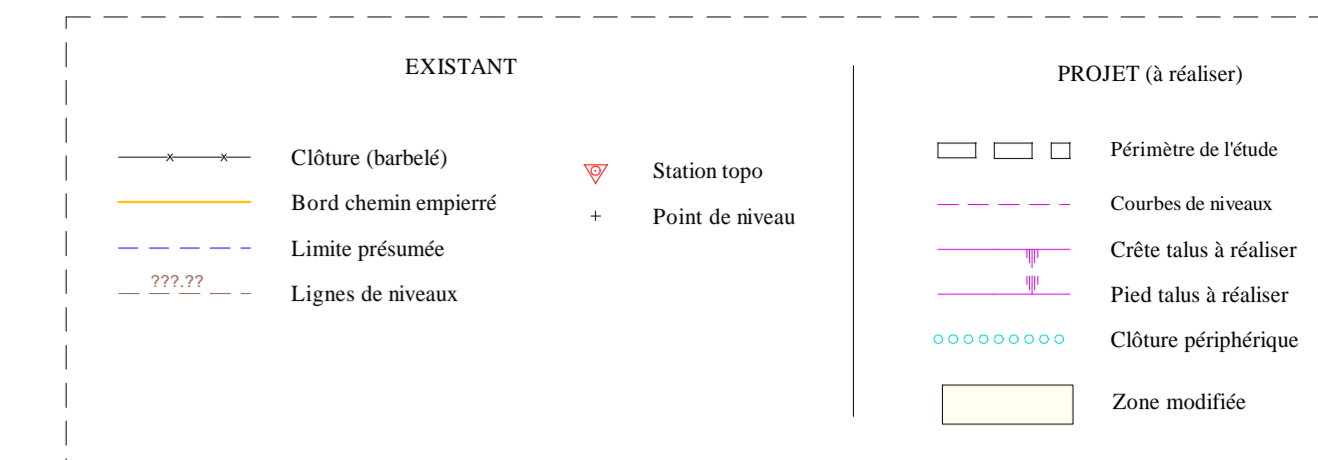 EXISTANT
Clôture (barbelé)
Bord chemin empierré
Limite présumée
???.??
Lignes de niveaux
Station topo
Point de niveau
PROJET (à réaliser)
Périmètre de l'étude
Courbes de niveaux
Crête talus à réaliser
Pied talus à réaliser
Clôture périphérique
Zone modifiée